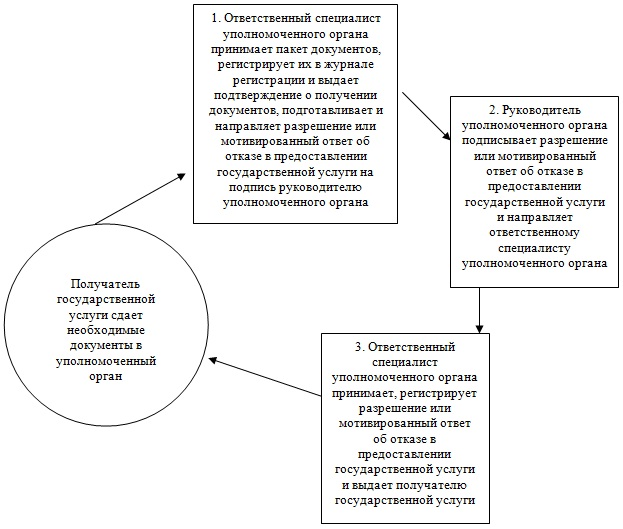 1. Ответственный специалист
уполномоченного органа
принимает пакет документов,
регистрирует их в журнале
регистрации и выдает
подтверждение о получении
документов, подготавливает и
направляет разрешение или
мотивированный ответ об
отказе в предоставлении
государственной услуги на
подпись руководителю
уполномоченного органа
2. Руководитель
уполномоченного органа
подписывает разрешение
или мотивированный
ответ об отказе в
предоставлении
государственной услуги
и направляет
ответственному
специалисту
уполномоченного органа
3. Ответственный
специалист
уполномоченного органа
принимает, регистрирует
разрешение или
мотивированный ответ
об отказе в
предоставлении
государственной услуги
и выдает получателю
государственной услуги
Получатель
государственной
услуги сдает
необходимые
документы в
уполномоченный
орган